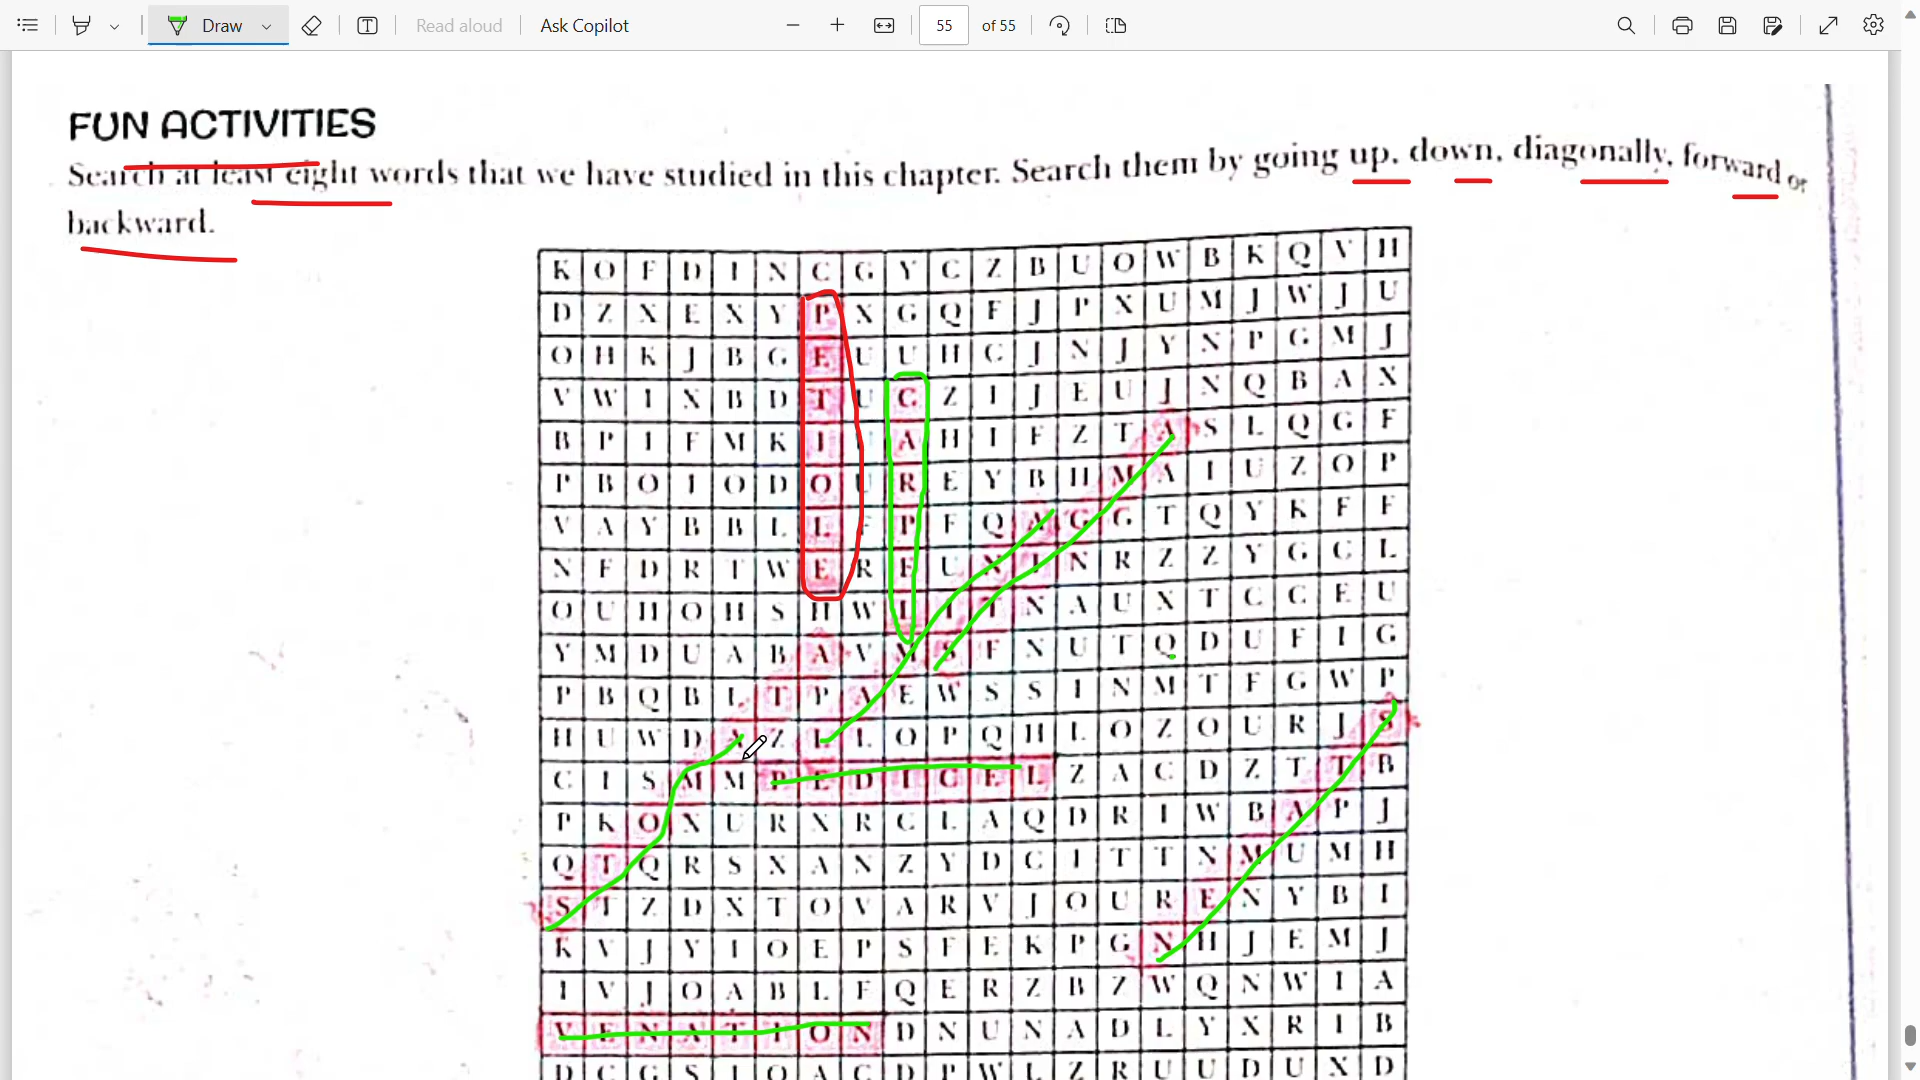 Draw
Read aloud
Ask Copilot
55
of 55
FUN ACTIVITIES
Search at least eight words that we have studied in this chapter. Search them by going up, down, diagonally, forward or
backward.
K O F D I N C G Y C Z B U O W B K Q V H
D Z X E X Y P X G Q F J P X U M J W J U
O H K J B G E U U H C J N J Y N P G M J
V W I X B D T U C Z I J E U J N Q B A X
B P I F M K I A H I F Z T A S L Q G F
P B O I O D O U R E Y B H M A I U Z O P
V A Y B B L L F P F Q A G G T Q Y K F F
N F D R T W E R E U X I N R Z Z Y G C L
O U H O H S H W L I T N A U X T C C E U
Y M D U A B A V M S F N U T Q D U F I G
P B Q B L T P A E W S S I N M T F G W P
H U W D A Z L L O P Q H L O Z O U R J S
C I S M M P E D I C E L Z A C D Z T T B
P K O X U R X R C L A Q D R I W B A P J
Q T Q R S X A N Z Y D C I T T N M U M H
S T Z D X T O V A R V J O U R E N Y B I
K V J Y I O E P S F E K P G N H J E M J
I V J O A B L F Q E R Z B Z W Q N W I A
V E N A T I O N D N U N A D L Y X R I B
D C G S I O A C D P W L Z R U U D U X D